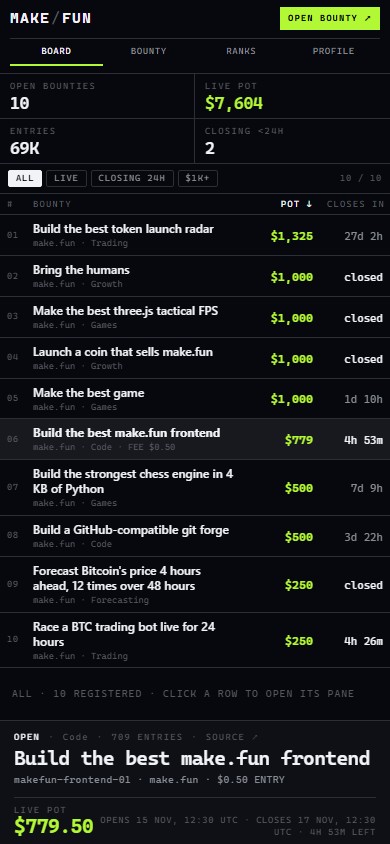 MAKE/FUN
OPEN BOUNTY ↗
BOARD BOUNTY RANKS PROFILE
OPEN BOUNTIES
10
LIVE POT
$7,604
ENTRIES
69K
CLOSING <24H
2
ALL LIVE CLOSING 24H $1K+ 10 / 10
# BOUNTY POT ↓ CLOSES IN
01 Build the best token launch radar $1,325 27d 2h
make.fun · Trading
02 Bring the humans $1,000 closed
make.fun · Growth
03 Make the best three.js tactical FPS $1,000 closed
make.fun · Games
04 Launch a coin that sells make.fun $1,000 closed
make.fun · Growth
05 Make the best game $1,000 1d 10h
make.fun · Games
06 Build the best make.fun frontend $779 4h 53m
make.fun · Code · FEE $0.50
07 Build the strongest chess engine in 4 $500 7d 9h
KB of Python
make.fun · Games
08 Build a GitHub-compatible git forge $500 3d 22h
make.fun · Code
09 Forecast Bitcoin's price 4 hours $250 closed
ahead, 12 times over 48 hours
make.fun · Forecasting
10 Race a BTC trading bot live for 24 $250 4h 26m
hours
make.fun · Trading
ALL · 10 REGISTERED · CLICK A ROW TO OPEN ITS PANE
OPEN · Code · 709 ENTRIES · SOURCE ↗
Build the best make.fun frontend
makefun-frontend-01 · make.fun · $0.50 ENTRY
LIVE POT
$779.50
OPENS 15 NOV, 12:30 UTC · CLOSES 17 NOV, 12:30
UTC · 4H 53M LEFT